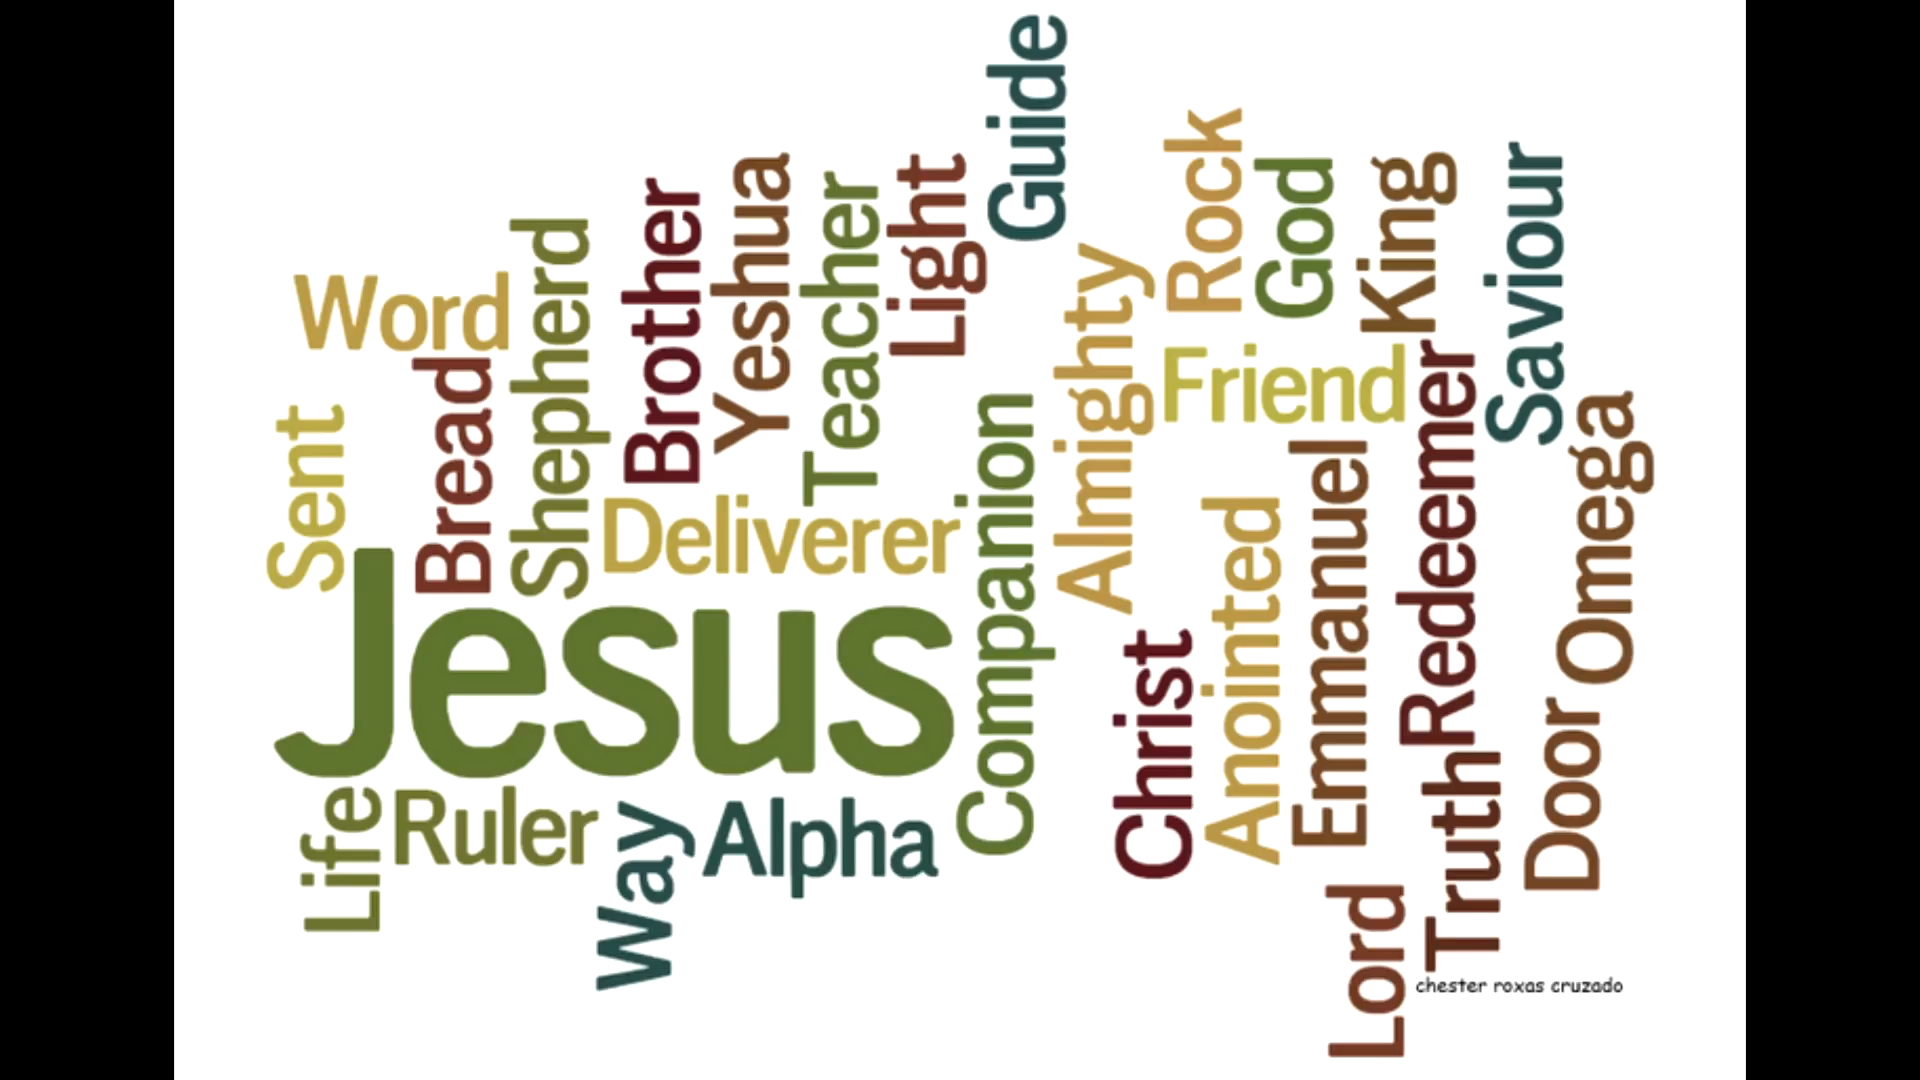 Guide
Rock
God
King
Saviour
Light
Teacher
Yeshua
Brother
Shepherd
Word
Bread
Sent
Almighty
Friend
Redeemer
Omega
Deliverer
Companion
Jesus
Anointed
Emmanuel
Christ
Truth
Door
Life
Ruler
Way
Alpha
Lord
chester roxas cruzado